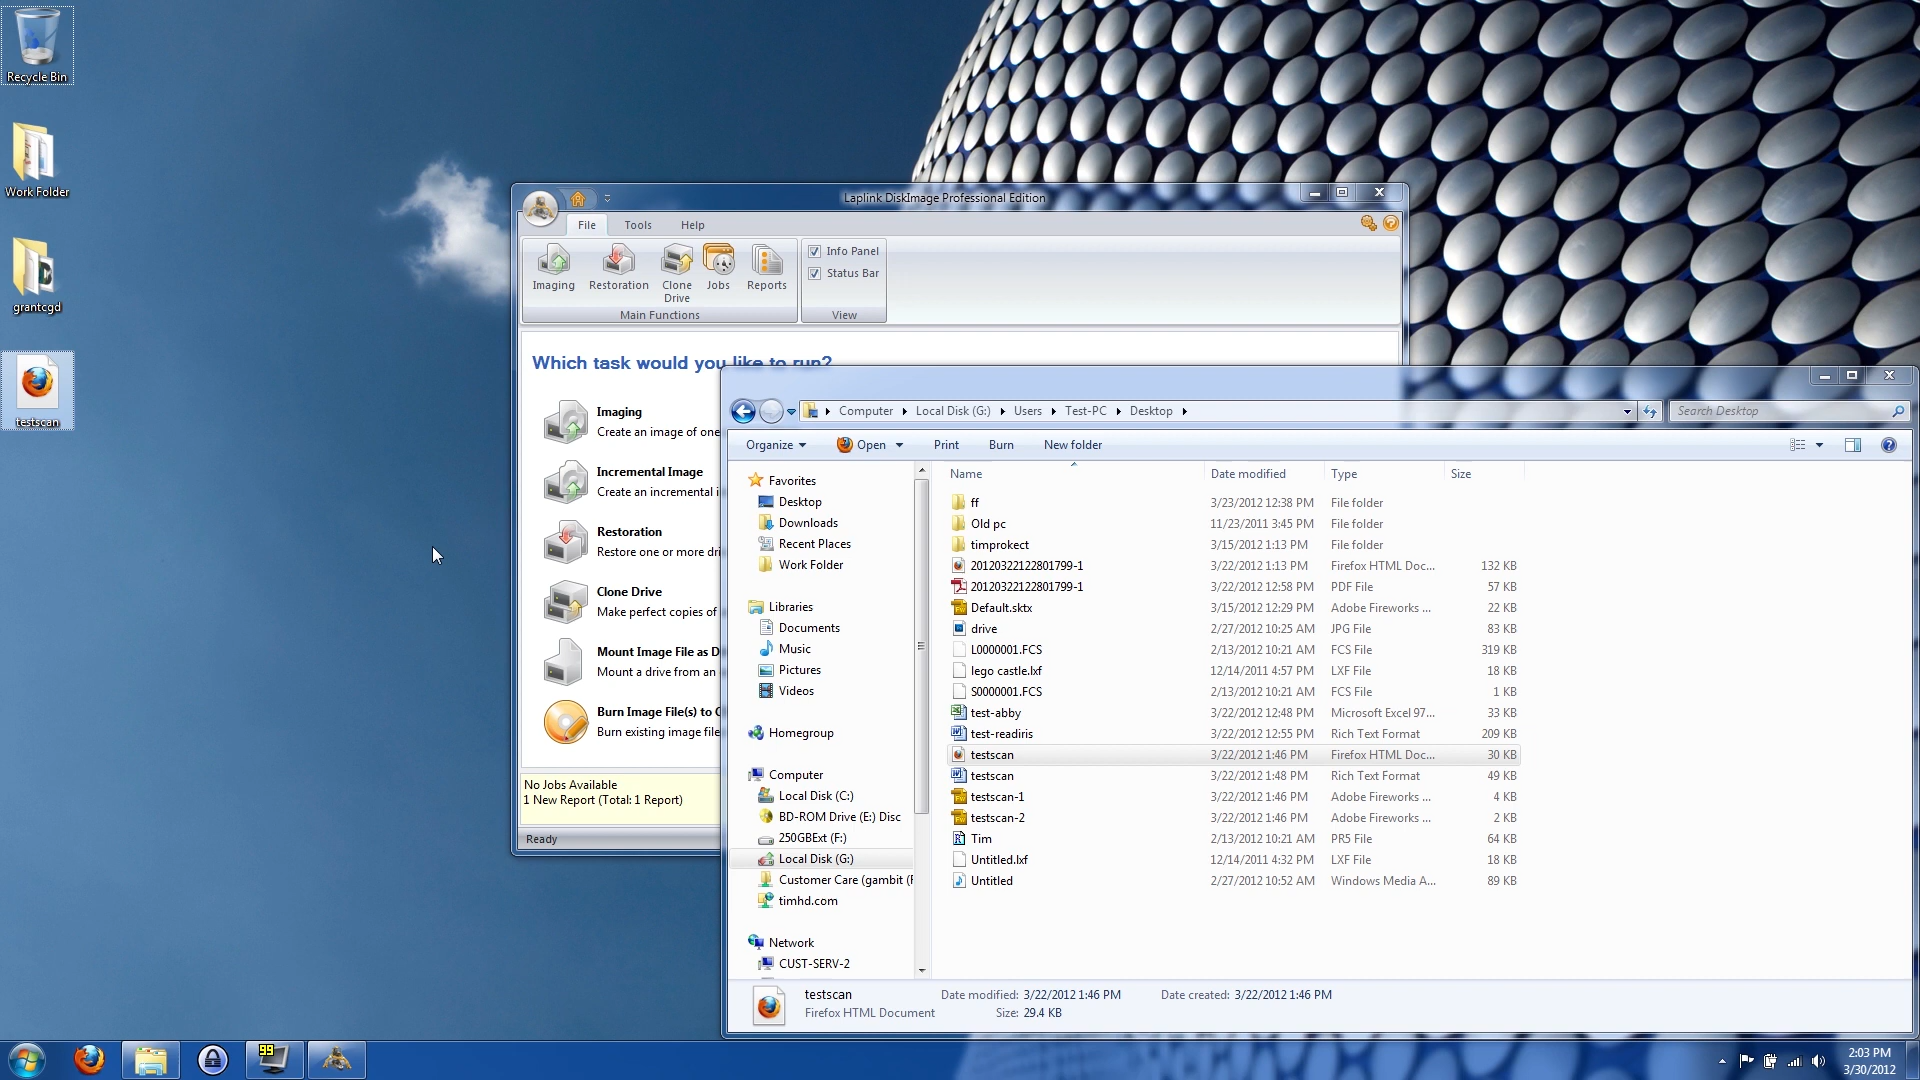 Recycle Bin
Work Folder
grantcgd
testscan
Laplink DiskImage Professional Edition
File
Tools
Help
Imaging
Restoration
Clone
Drive
Jobs
Reports
Main Functions
Info Panel
Status Bar
View
Which task would you like to run?
Imaging
Create an image of one
Incremental Image
Create an incremental i
Restoration
Restore one or more dri
Clone Drive
Make perfect copies of
Mount Image File as D
Mount a drive from an
Burn Image File(s) to C
Burn existing image file
No Jobs Available
1 New Report (Total: 1 Report)
Ready
Computer
Local Disk (G:)
Users
Test-PC
Desktop
Search Desktop
Organize
Open
Print
Burn
New folder
Favorites
Desktop
Downloads
Recent Places
Work Folder
Libraries
Documents
Music
Pictures
Videos
Homegroup
Computer
Local Disk (C:)
BD-ROM Drive (E:) Disc
250GBExt (F:)
Local Disk (G:)
Customer Care (gambit (F
timhd.com
Network
CUST-SERV-2
Name Date modified Type Size
ff 3/23/2012 12:38 PM File folder
Old pc 11/23/2011 3:45 PM File folder
timprokect 3/15/2012 1:13 PM File folder
20120322122801799-1 3/22/2012 1:13 PM Firefox HTML Doc... 132 KB
20120322122801799-1 3/22/2012 12:58 PM PDF File 57 KB
Default.sktx 3/15/2012 12:29 PM Adobe Fireworks ... 22 KB
drive 2/27/2012 10:25 AM JPG File 83 KB
L0000001.FCS 2/13/2012 10:21 AM FCS File 319 KB
lego castle.lxf 12/14/2011 4:57 PM LXF File 18 KB
S0000001.FCS 2/13/2012 10:21 AM FCS File 1 KB
test-abby 3/22/2012 12:48 PM Microsoft Excel 97... 33 KB
test-readiris 3/22/2012 12:55 PM Rich Text Format 209 KB
testscan 3/22/2012 1:46 PM Firefox HTML Doc... 30 KB
testscan 3/22/2012 1:48 PM Rich Text Format 49 KB
testscan-1 3/22/2012 1:46 PM Adobe Fireworks ... 4 KB
testscan-2 3/22/2012 1:46 PM Adobe Fireworks ... 2 KB
Tim 2/13/2012 10:21 AM PR5 File 64 KB
Untitled.lxf 12/14/2011 4:32 PM LXF File 18 KB
Untitled 2/27/2012 10:52 AM Windows Media A... 89 KB
testscan Date modified: 3/22/2012 1:46 PM Date created: 3/22/2012 1:46 PM
Firefox HTML Document Size: 29.4 KB
99
2:03 PM
3/30/2012